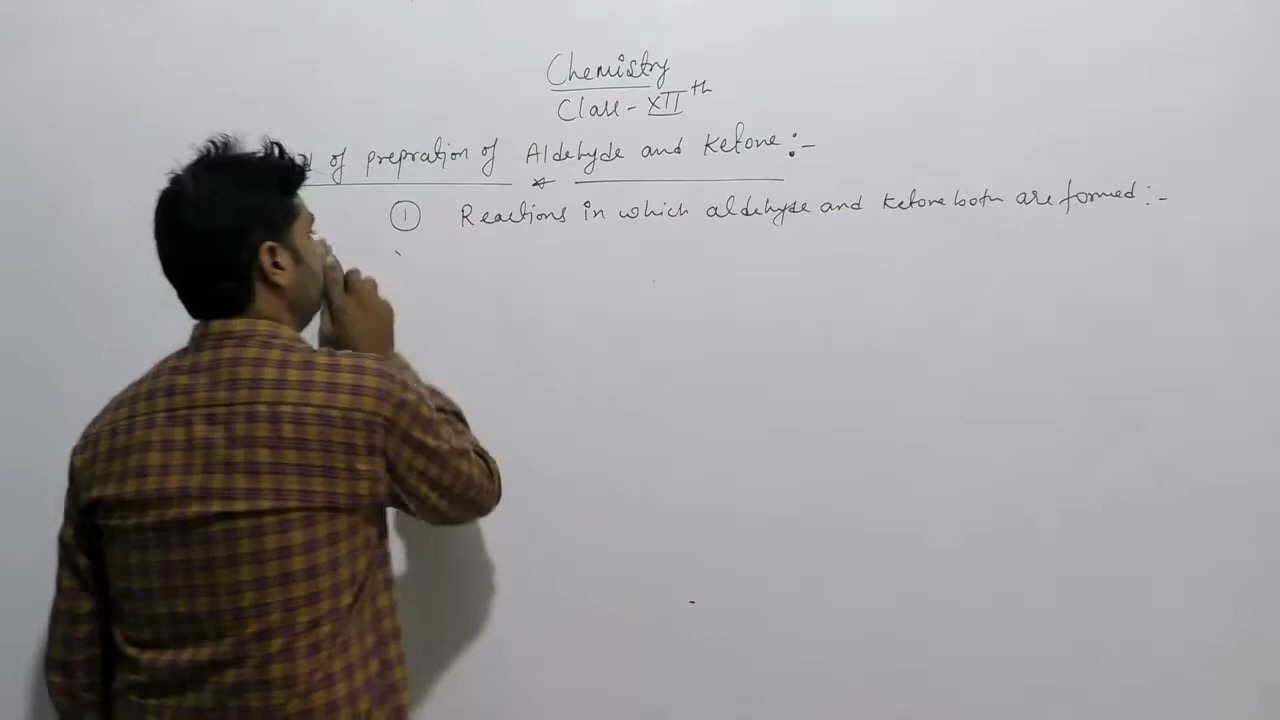 Chemistry
Class - XII th
of prepration of Aldehyde and Ketone :-
① Reactions in which aldehyde and ketone both are formed :-